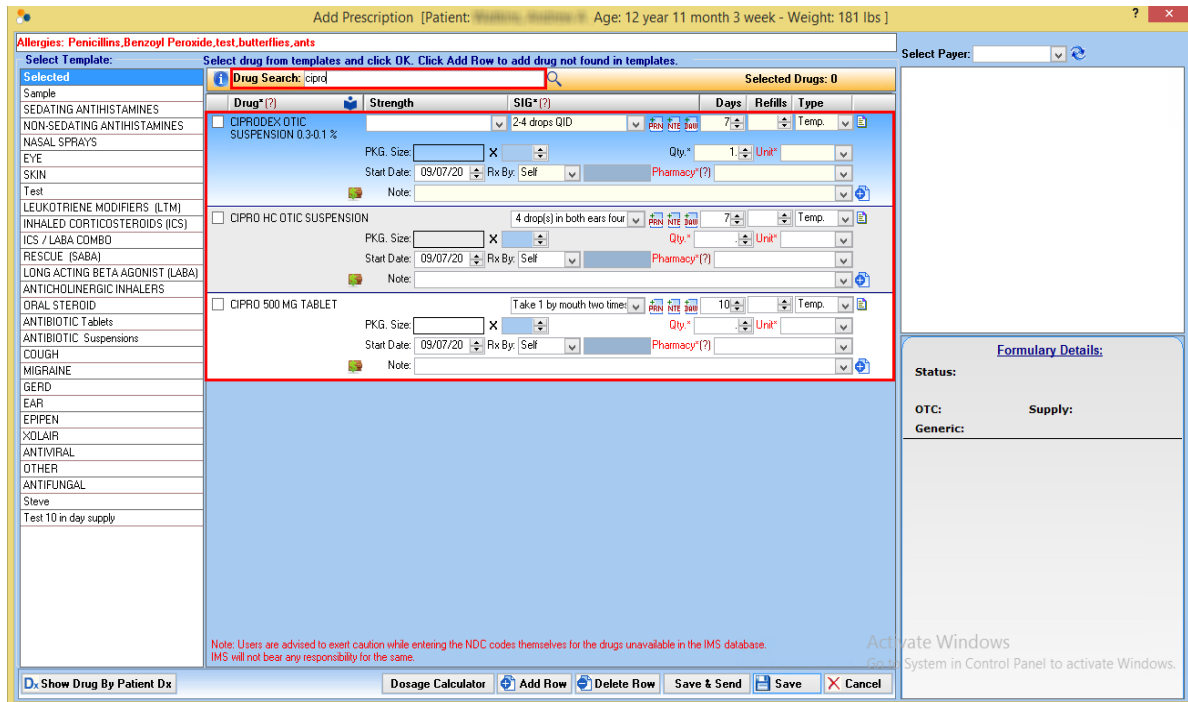 Add Prescription [Patient: Age: 12 year 11 month 3 week - Weight: 181 lbs ]
? ×
Allergies: Penicillins,Benzoyl Peroxide,test,butterflies,ants
Select Template:
Selected
Sample
SEDATING ANTIHISTAMINES
NON-SEDATING ANTIHISTAMINES
NASAL SPRAYS
EYE
SKIN
Test
LEUKOTRIENE MODIFIERS (LTM)
INHALED CORTICOSTEROIDS (ICS)
ICS / LABA COMBO
RESCUE (SABA)
LONG ACTING BETA AGONIST (LABA)
ANTICHOLINERGIC INHALERS
ORAL STEROID
ANTIBIOTIC Tablets
ANTIBIOTIC Suspensions
COUGH
MIGRAINE
GERD
EAR
EPIPEN
XOLAIR
ANTIVIRAL
OTHER
ANTIFUNGAL
Steve
Test 10 in day supply
Select drug from templates and click OK. Click Add Row to add drug not found in templates.
Drug Search: cipro Selected Drugs: 0
Drug*(?) Strength SIG*(?) Days Refills Type
CIPRODEX OTIC SUSPENSION 0.3-0.1 % 2-4 drops QID PRN NTE DAW 7 Temp.
PKG. Size: X Qty.* 1. Unit*
Start Date: 09/07/20 Rx By: Self Pharmacy*(?)
Note:
CIPRO HC OTIC SUSPENSION 4 drop(s) in both ears four PRN NTE DAW 7 Temp.
PKG. Size: X Qty.* . Unit*
Start Date: 09/07/20 Rx By: Self Pharmacy*(?)
Note:
CIPRO 500 MG TABLET Take 1 by mouth two times PRN NTE DAW 10 Temp.
PKG. Size: X Qty.* . Unit*
Start Date: 09/07/20 Rx By: Self Pharmacy*(?)
Note:
Note: Users are advised to exert caution while entering the NDC codes themselves for the drugs unavailable in the IMS database.
IMS will not bear any responsibility for the same.
Select Payer:
Formulary Details:
Status:
OTC: Supply:
Generic:
Activate Windows
Go to System in Control Panel to activate Windows.
Dx Show Drug By Patient Dx Dosage Calculator Add Row Delete Row Save & Send Save Cancel